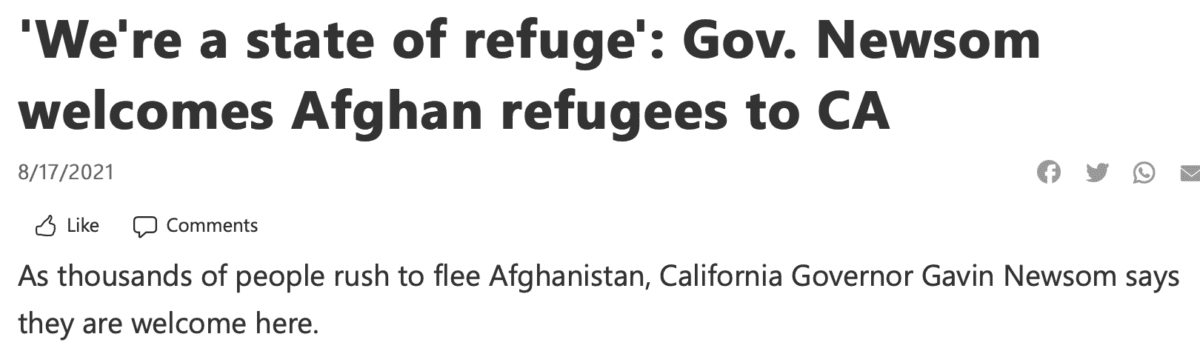 'We're a state of refuge': Gov. Newsom
welcomes Afghan refugees to CA
8/17/2021
Like Comments
As thousands of people rush to flee Afghanistan, California Governor Gavin Newsom says
they are welcome here.